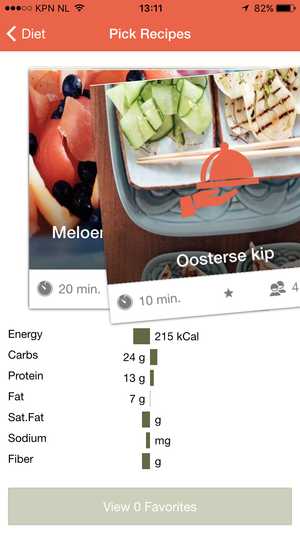 KPN NL 13:11 82%
Diet Pick Recipes
Meloen
20 min.
Oosterse kip
10 min. 4
Energy 215 kCal
Carbs 24 g
Protein 13 g
Fat 7 g
Sat.Fat g
Sodium mg
Fiber g
View 0 Favorites